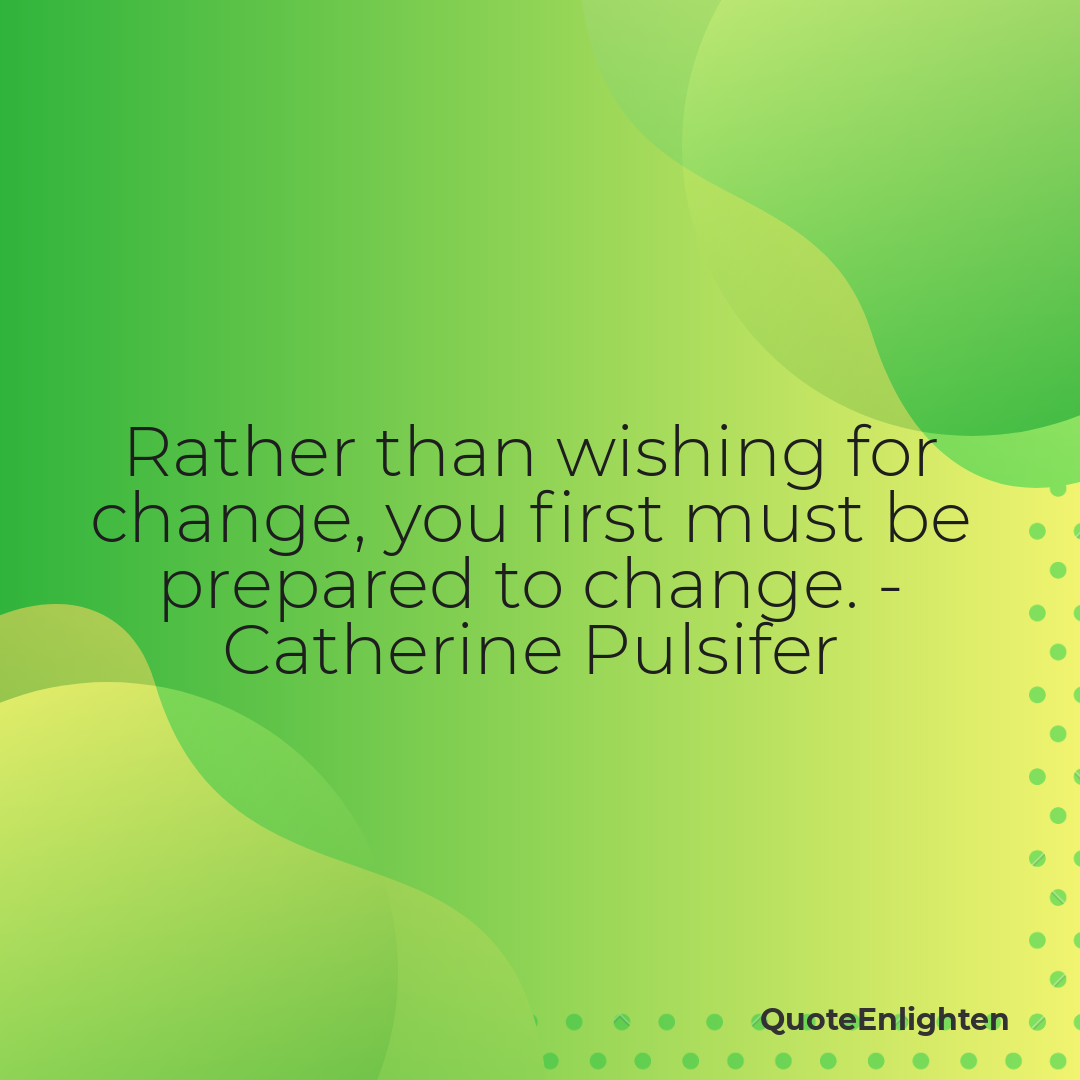 Rather than wishing for
change, you first must be
prepared to change. -
Catherine Pulsifer
QuoteEnlighten